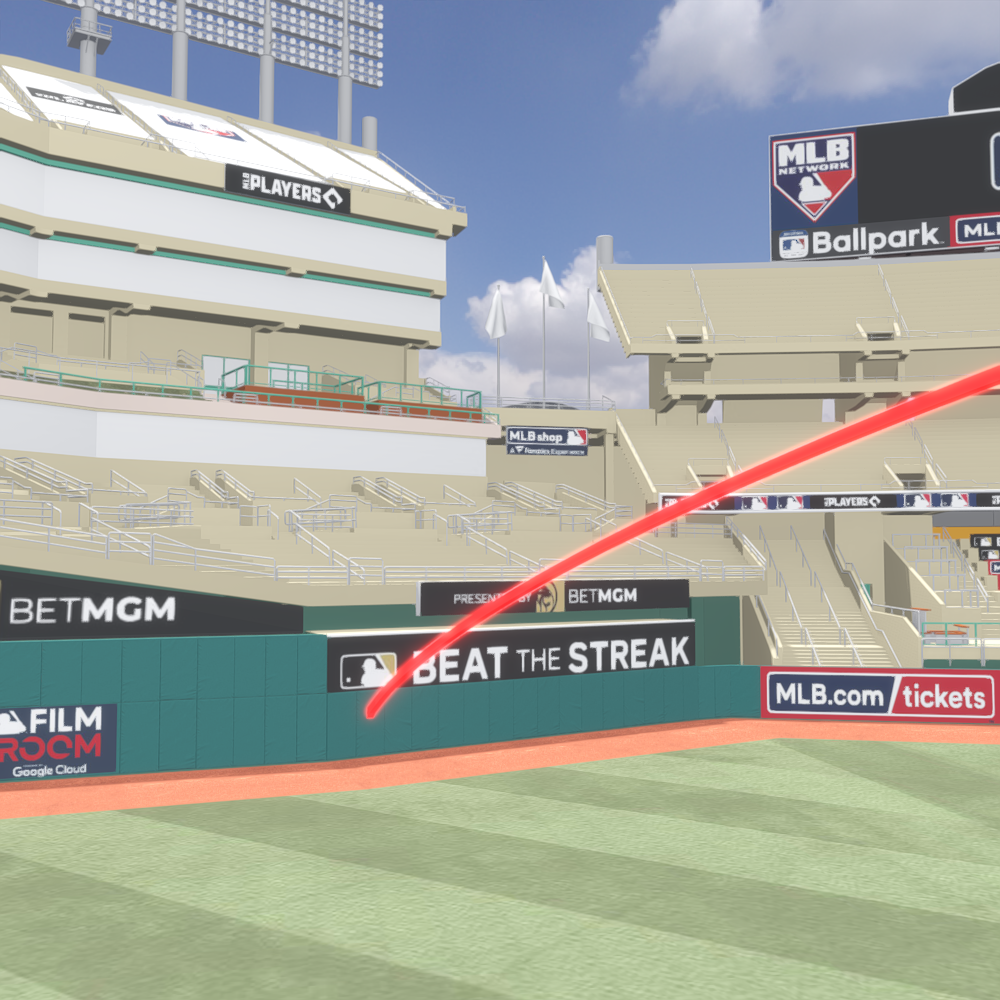 MLB PLAYERS
MLB
NETWORK
Ballpark
MLB
MLB shop
PLAYERS
PRESENTED BY
BETMGM
BETMGM
BEAT THE STREAK
MLB.com/tickets
FILM
ROOM
Google Cloud